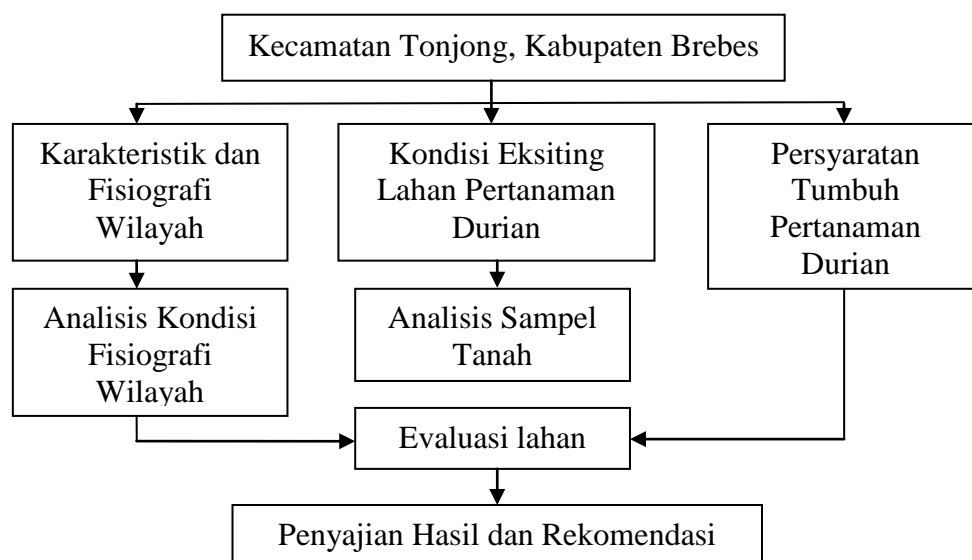 Kecamatan Tonjong, Kabupaten Brebes
Karakteristik dan
Fisiografi
Wilayah
Kondisi Eksiting
Lahan Pertanaman
Durian
Persyaratan
Tumbuh
Pertanaman
Durian
Analisis Kondisi
Fisiografi
Wilayah
Analisis Sampel
Tanah
Evaluasi lahan
Penyajian Hasil dan Rekomendasi